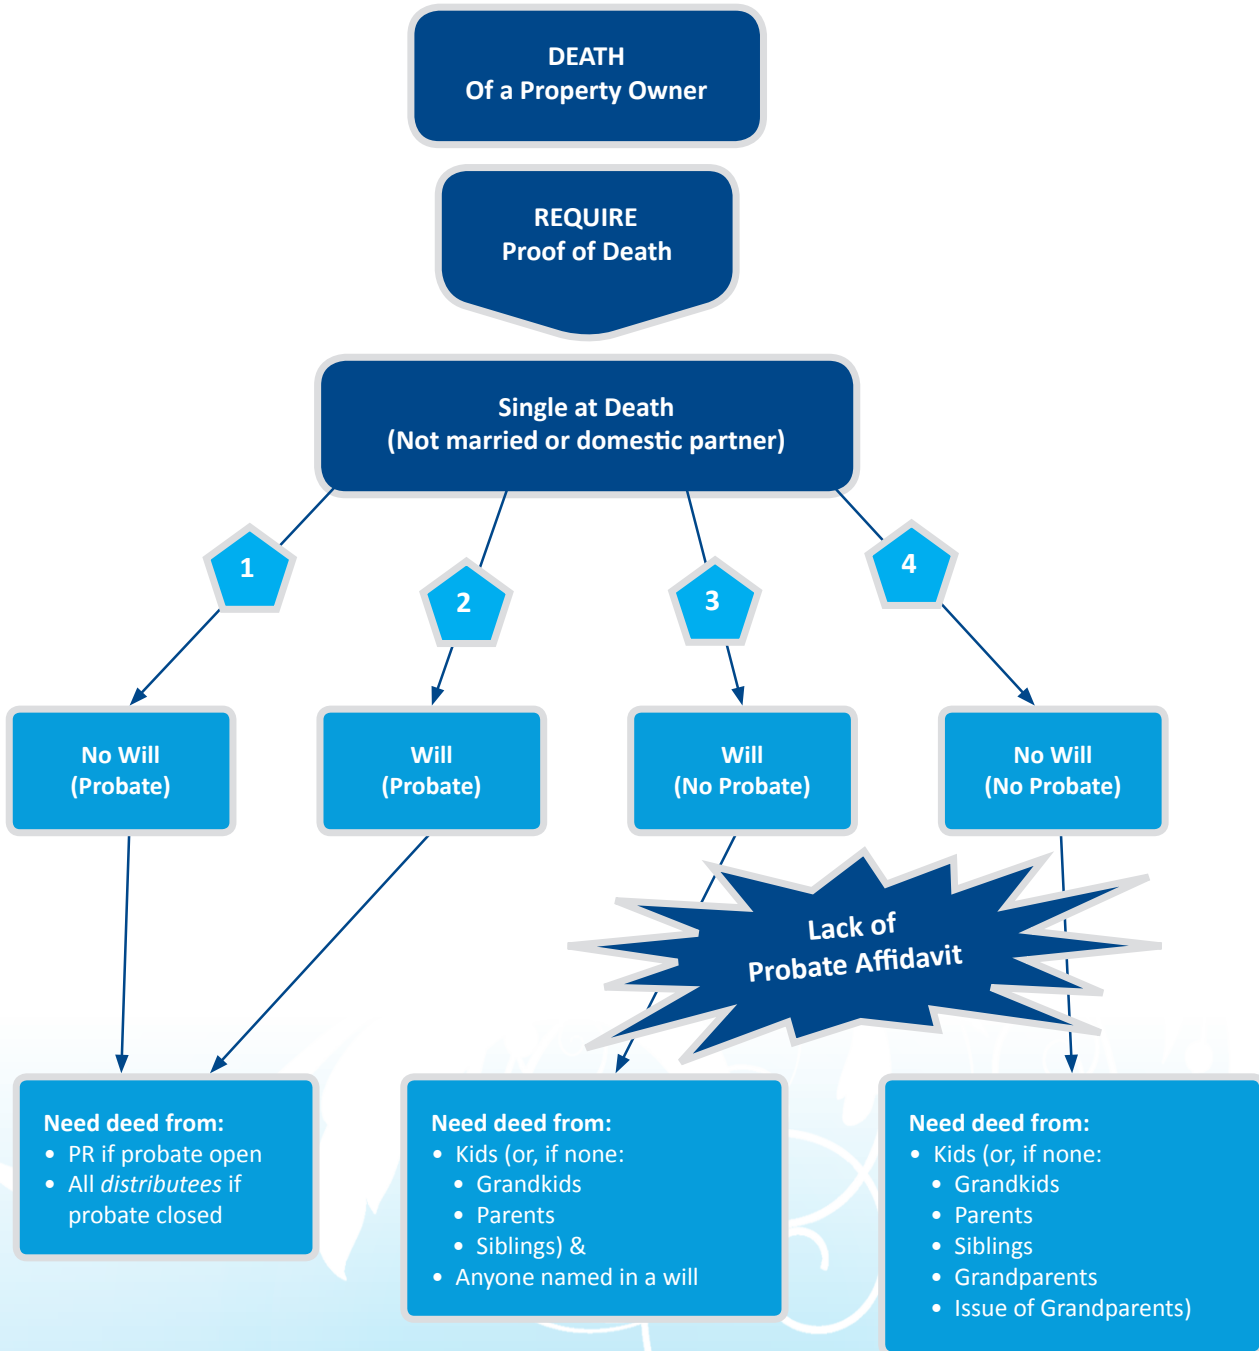 DEATH
Of a Property Owner
REQUIRE
Proof of Death
Single at Death
(Not married or domestic partner)
1
2
3
4
No Will
(Probate)
Will
(Probate)
Will
(No Probate)
No Will
(No Probate)
Lack of
Probate Affidavit
Need deed from:
• PR if probate open
• All distributees if
probate closed
Need deed from:
• Kids (or, if none:
• Grandkids
• Parents
• Siblings) &
• Anyone named in a will
Need deed from:
• Kids (or, if none:
• Grandkids
• Parents
• Siblings
• Grandparents
• Issue of Grandparents)